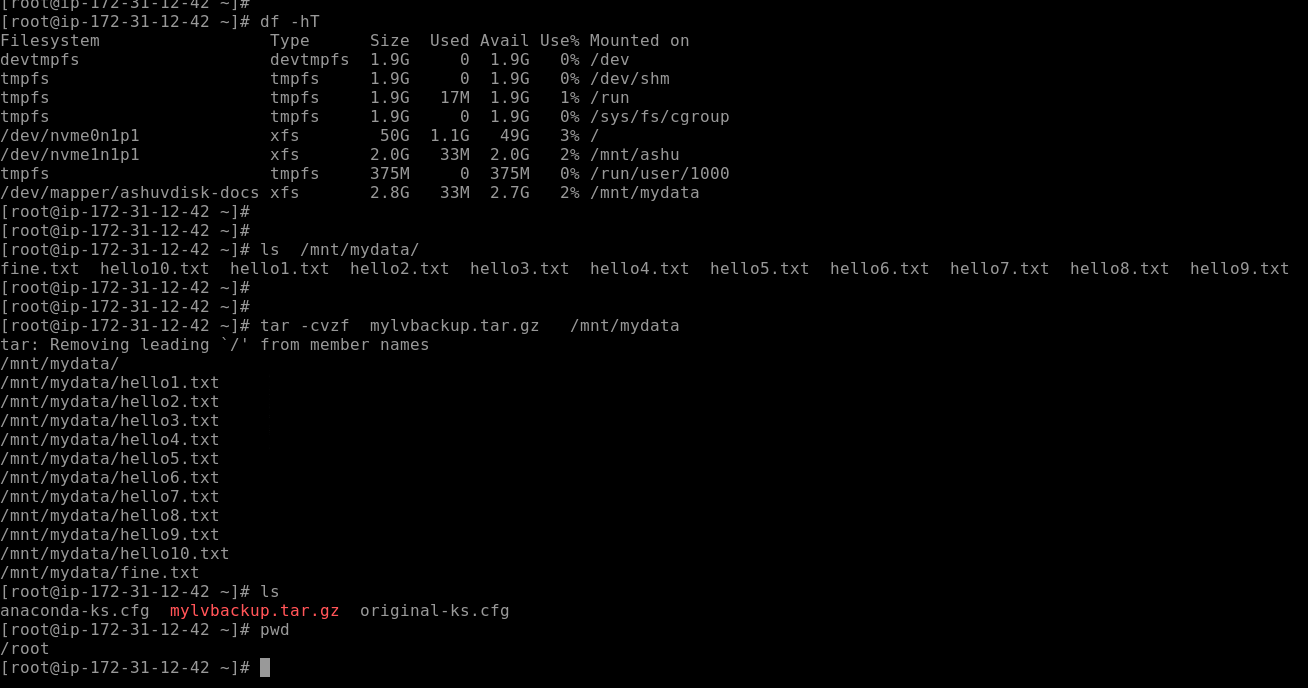 [root@ip-172-31-12-42 ~]#
[root@ip-172-31-12-42 ~]# df -hT
Filesystem                 Type      Size  Used Avail Use% Mounted on
devtmpfs                   devtmpfs  1.9G     0  1.9G   0% /dev
tmpfs                      tmpfs     1.9G     0  1.9G   0% /dev/shm
tmpfs                      tmpfs     1.9G   17M  1.9G   1% /run
tmpfs                      tmpfs     1.9G     0  1.9G   0% /sys/fs/cgroup
/dev/nvme0n1p1             xfs        50G  1.1G   49G   3% /
/dev/nvme1n1p1             xfs       2.0G   33M  2.0G   2% /mnt/ashu
tmpfs                      tmpfs     375M     0  375M   0% /run/user/1000
/dev/mapper/ashuvdisk-docs xfs       2.8G   33M  2.7G   2% /mnt/mydata
[root@ip-172-31-12-42 ~]#
[root@ip-172-31-12-42 ~]#
[root@ip-172-31-12-42 ~]# ls  /mnt/mydata/
fine.txt  hello10.txt  hello1.txt  hello2.txt  hello3.txt  hello4.txt  hello5.txt  hello6.txt  hello7.txt  hello8.txt  hello9.txt
[root@ip-172-31-12-42 ~]#
[root@ip-172-31-12-42 ~]#
[root@ip-172-31-12-42 ~]# tar -cvzf  mylvbackup.tar.gz   /mnt/mydata
tar: Removing leading `/' from member names
/mnt/mydata/
/mnt/mydata/hello1.txt
/mnt/mydata/hello2.txt
/mnt/mydata/hello3.txt
/mnt/mydata/hello4.txt
/mnt/mydata/hello5.txt
/mnt/mydata/hello6.txt
/mnt/mydata/hello7.txt
/mnt/mydata/hello8.txt
/mnt/mydata/hello9.txt
/mnt/mydata/hello10.txt
/mnt/mydata/fine.txt
[root@ip-172-31-12-42 ~]# ls
anaconda-ks.cfg  mylvbackup.tar.gz  original-ks.cfg
[root@ip-172-31-12-42 ~]# pwd
/root
[root@ip-172-31-12-42 ~]#